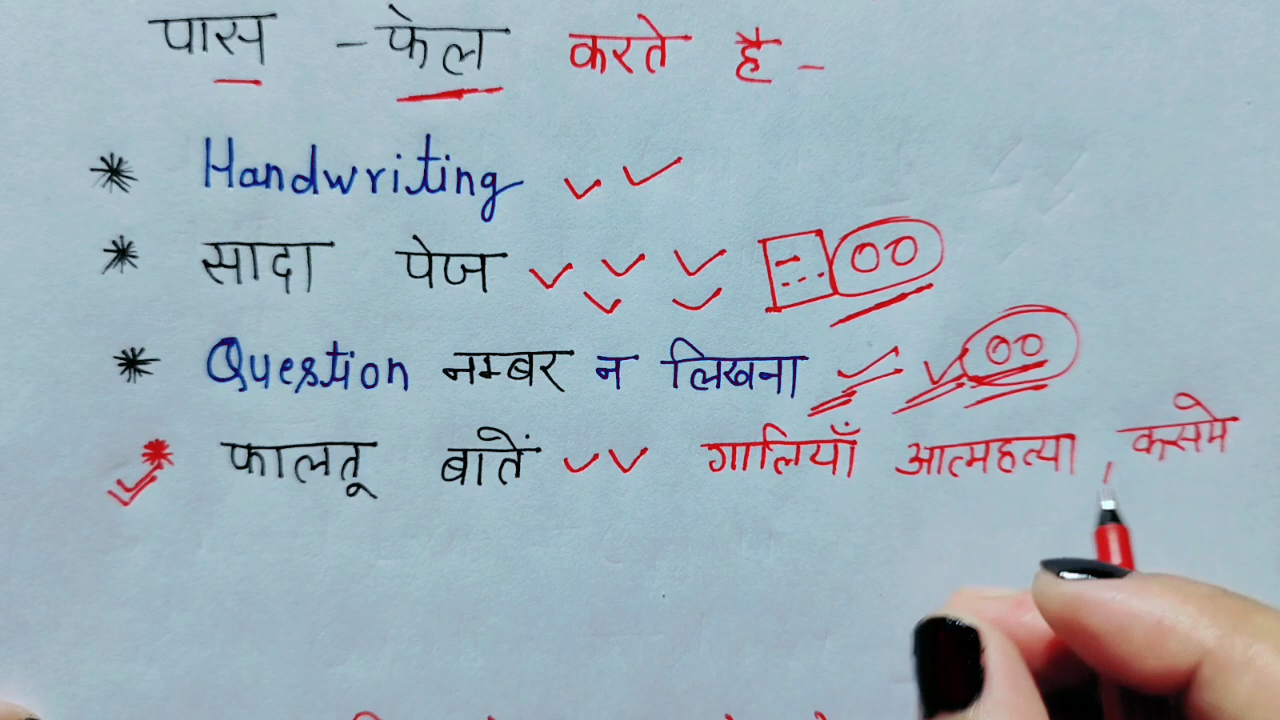 पास - फेल करते है -
* Handwriting
* सादा पेज
* Question नम्बर न लिखना
* फालतू बातें गालियाँ आत्महत्या , कसमे